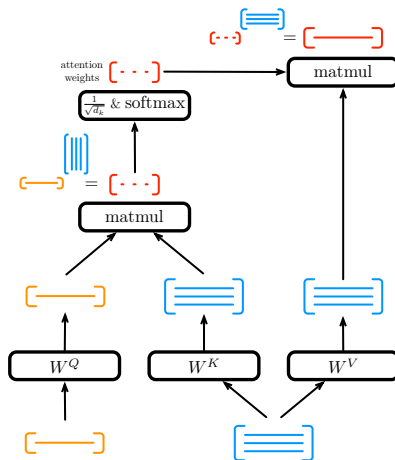 =
matmul
attention
weights
1/√d_k & softmax
=
matmul
W^Q
W^K
W^V